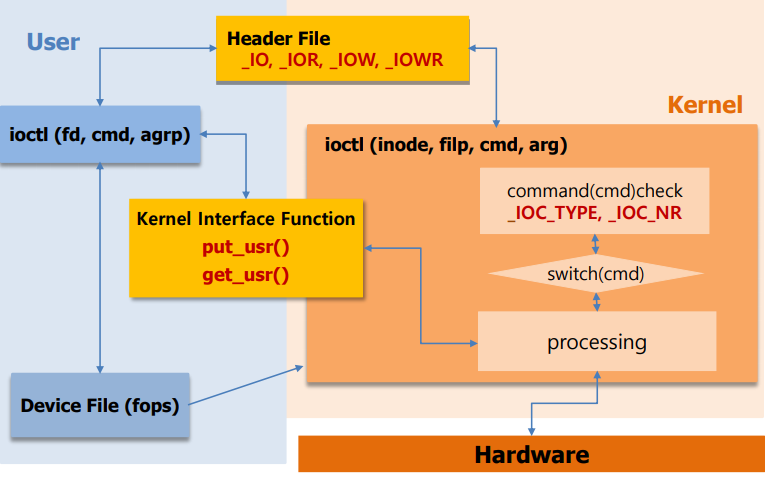 User
Header File
_IO, _IOR, _IOW, _IOWR
Kernel
ioctl (fd, cmd, agrp)
ioctl (inode, filp, cmd, arg)
command(cmd)check
_IOC_TYPE, _IOC_NR
Kernel Interface Function
put_usr()
get_usr()
switch(cmd)
processing
Device File (fops)
Hardware